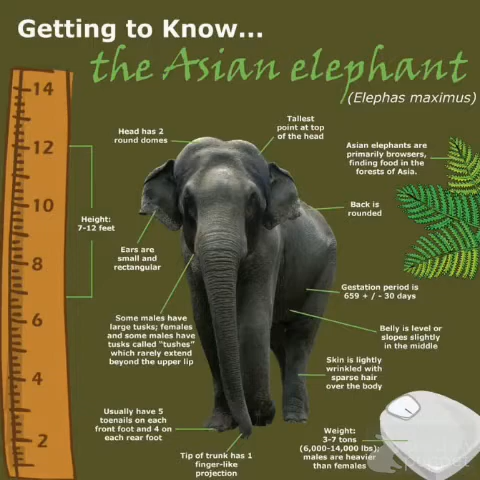 Getting to Know...
the Asian elephant
(Elephas maximus)
14
12
10
8
6
4
2
Height:
7-12 feet
Head has 2
round domes
Tallest
point at top
of the head
Asian elephants are
primarily browsers,
finding food in the
forests of Asia.
Back is
rounded
Ears are
small and
rectangular
Gestation period is
659 + / - 30 days
Some males have
large tusks; females
and some males have
tusks called "tushes"
which rarely extend
beyond the upper lip
Belly is level or
slopes slightly
in the middle
Skin is lightly
wrinkled with
sparse hair
over the body
Usually have 5
toenails on each
front foot and 4 on
each rear foot
Tip of trunk has 1
finger-like
projection
Weight:
3-7 tons
(6,000-14,000 lbs);
males are heavier
than females